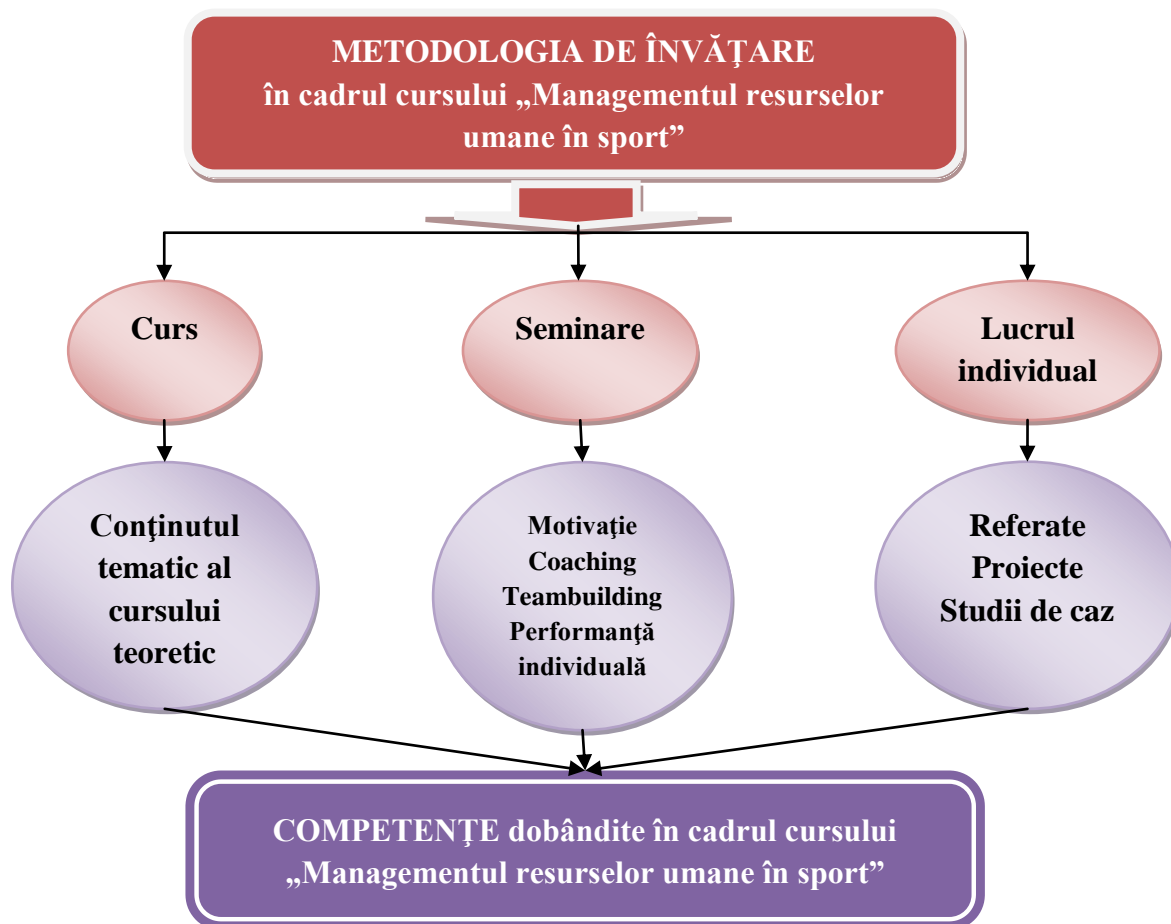 METODOLOGIA DE ÎNVĂŢARE
în cadrul cursului „Managementul resurselor
umane în sport”
Curs
Seminare
Lucrul
individual
Conţinutul
tematic al
cursului
teoretic
Motivaţie
Coaching
Teambuilding
Performanţă
individuală
Referate
Proiecte
Studii de caz
COMPETENŢE dobândite în cadrul cursului
„Managementul resurselor umane în sport”